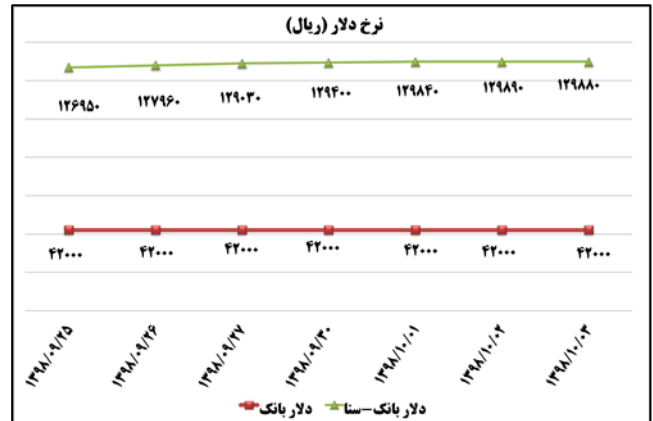 نرخ دلار (ریال)
۱۲۶۹۵۰ ۱۲۷۹۶۰ ۱۲۹۰۳۰ ۱۲۹۴۰۰ ۱۲۹۸۴۰ ۱۲۹۸۹۰ ۱۲۹۸۸۰
۴۲۰۰۰ ۴۲۰۰۰ ۴۲۰۰۰ ۴۲۰۰۰ ۴۲۰۰۰ ۴۲۰۰۰ ۴۲۰۰۰
۱۳۹۸/۰۹/۲۵ ۱۳۹۸/۰۹/۲۶ ۱۳۹۸/۰۹/۲۷ ۱۳۹۸/۰۹/۳۰ ۱۳۹۸/۱۰/۰۱ ۱۳۹۸/۱۰/۰۲ ۱۳۹۸/۱۰/۰۳
دلار بانک-سنا دلار بانک